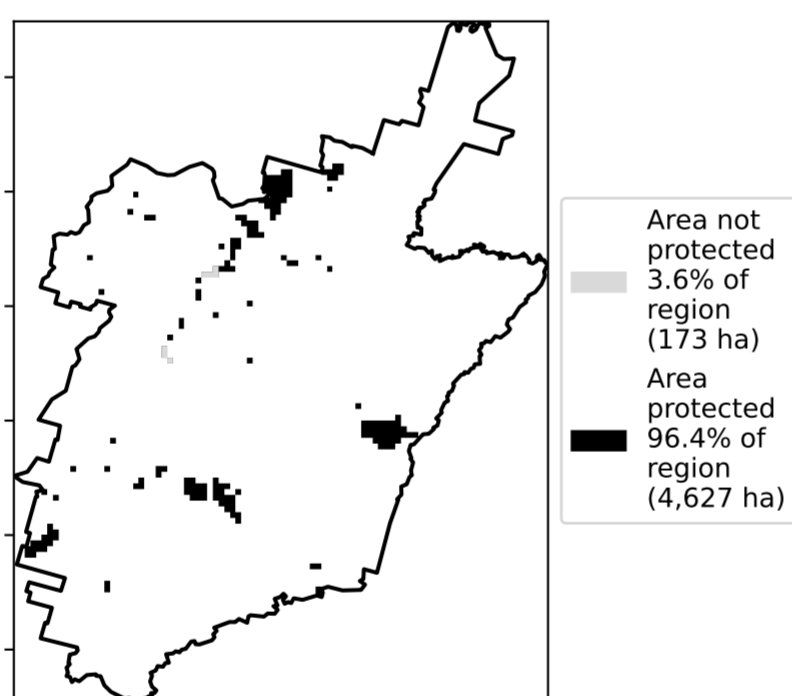 Area not
protected
3.6% of
region
(173 ha)
Area
protected
96.4% of
region
(4,627 ha)